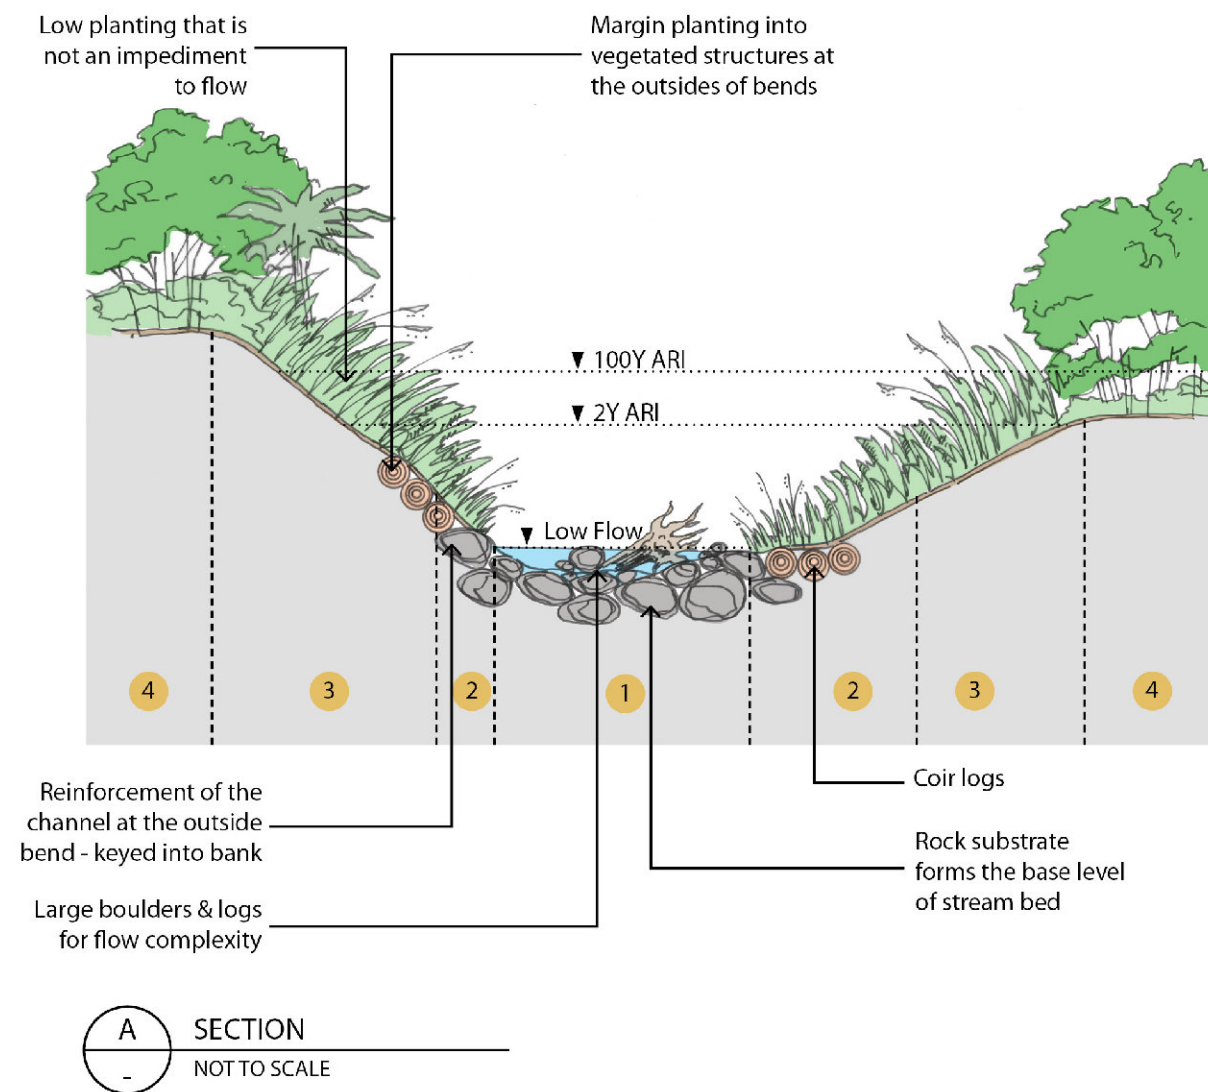 Low planting that is
not an impediment
to flow
Margin planting into
vegetated structures at
the outsides of bends
▼ 100Y ARI
▼ 2Y ARI
▼ Low Flow
4
3
2
1
2
3
4
Reinforcement of the
channel at the outside
bend - keyed into bank
Large boulders & logs
for flow complexity
Coir logs
Rock substrate
forms the base level
of stream bed
A
-
SECTION
NOT TO SCALE